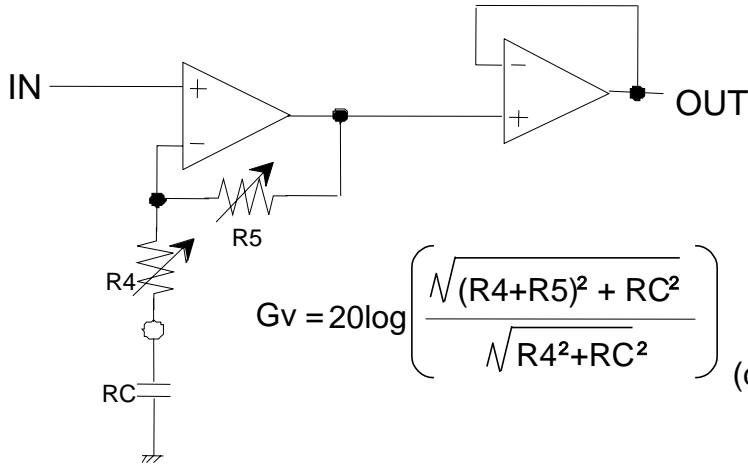 IN
OUT
R5
R4
Gv = 20log ( √(R4+R5)² + RC² / √R4²+RC² )
RC